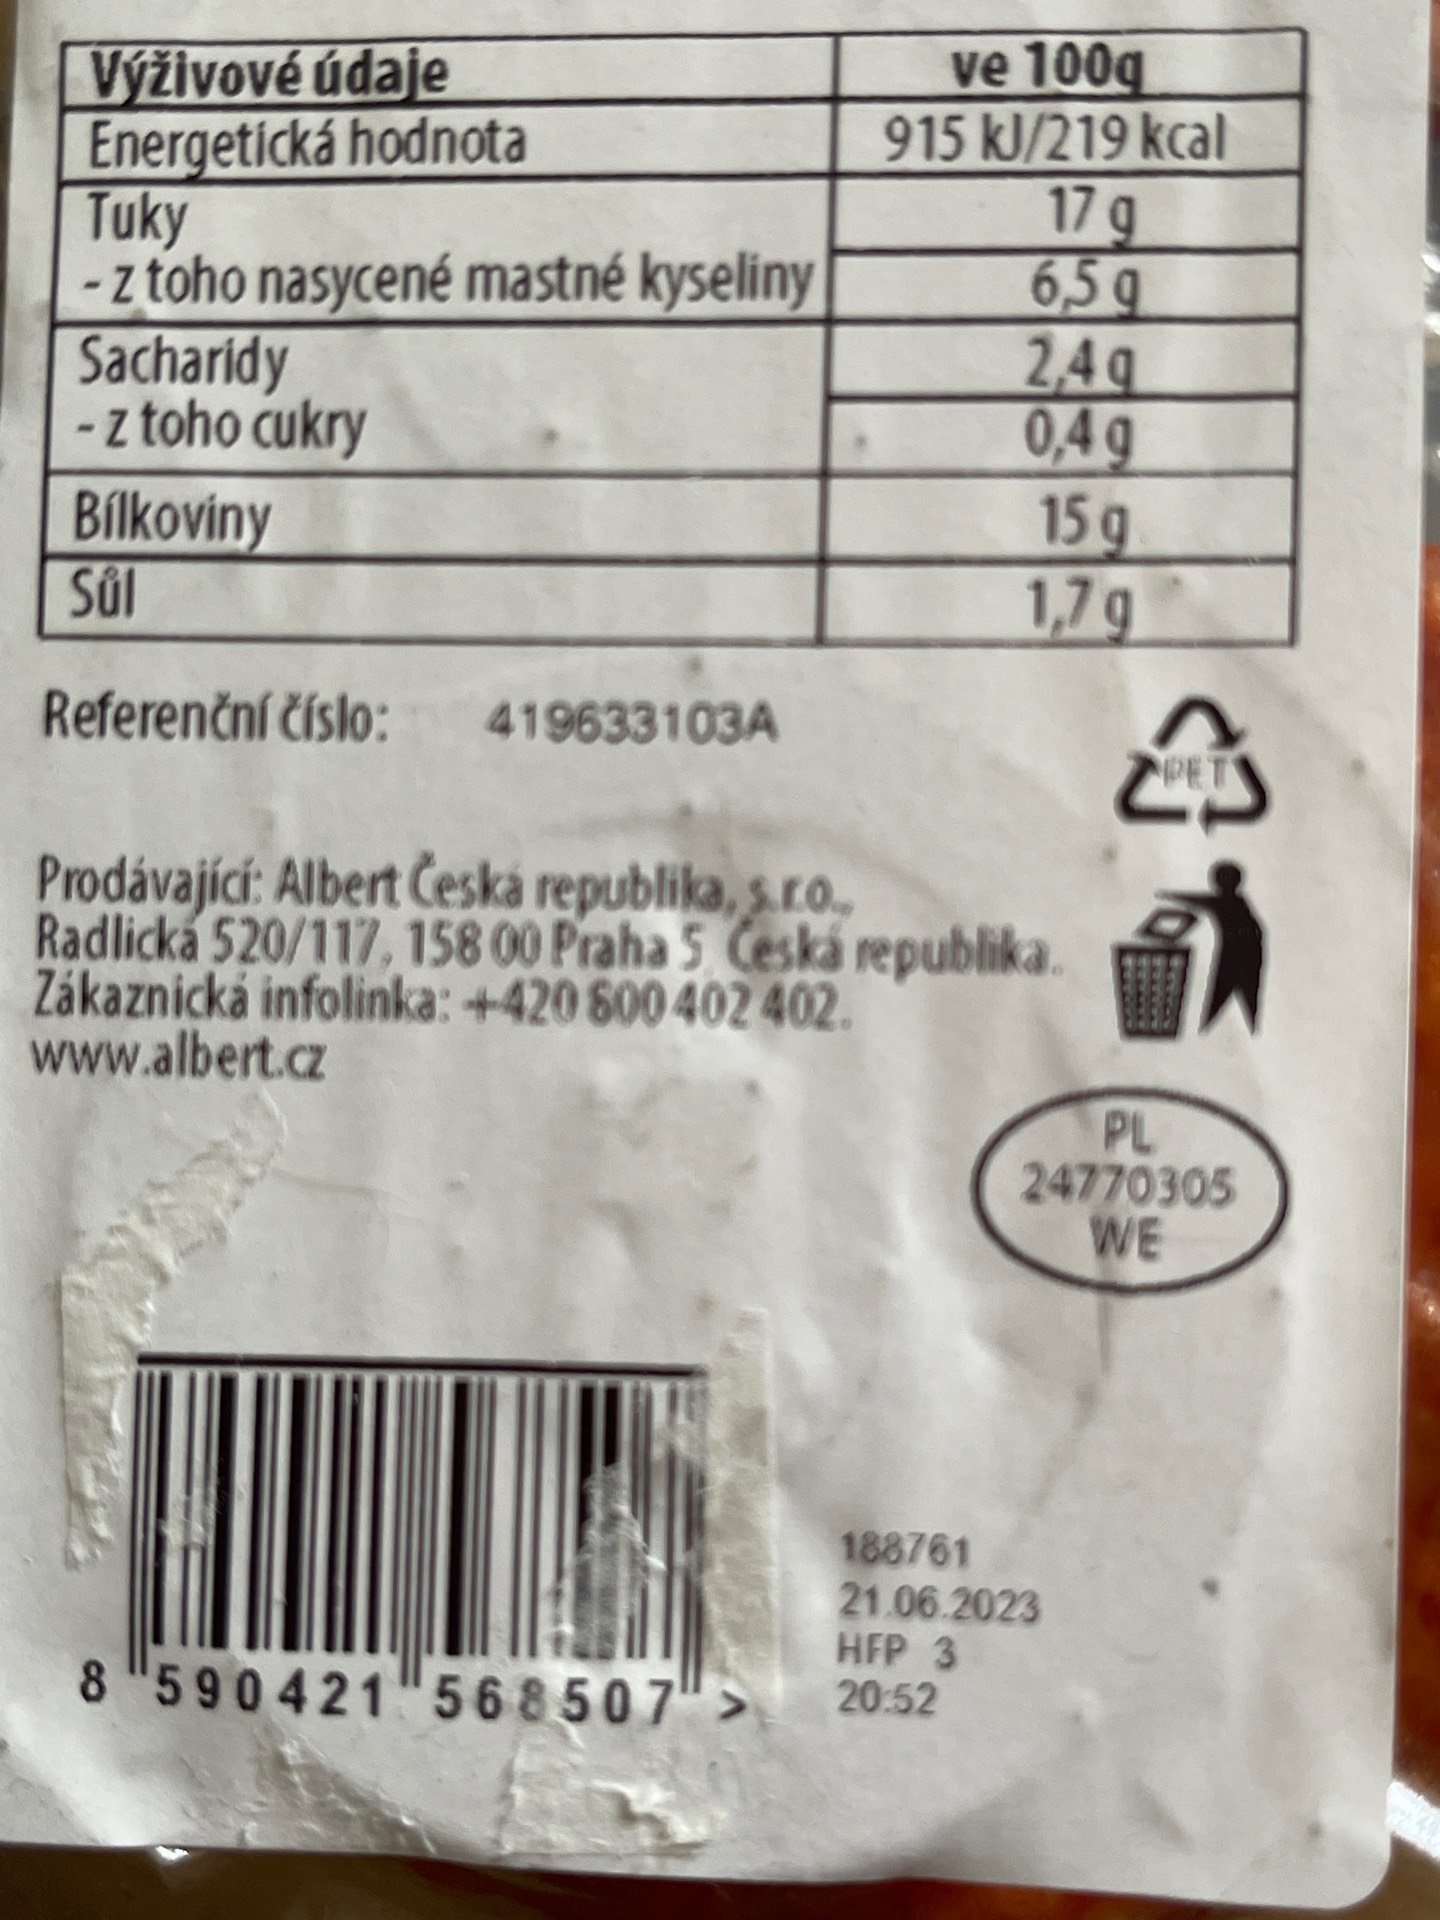 Výživové údaje ve 100g
Energetická hodnota 915 kJ/219 kcal
Tuky 17 g
- z toho nasycené mastné kyseliny 6,5 g
Sacharidy 2,4 g
- z toho cukry 0,4 g
Bílkoviny 15 g
Sůl 1,7 g
Referenční číslo: 419633103A
PET
Prodávající: Albert Česká republika, s.r.o.,
Radlická 520/117, 158 00 Praha 5 Česká republika.
Zákaznická infolinka: +420 800 402 402.
www.albert.cz
PL
24770305
WE
188761
21.06.2023
HFP 3
20:52
8 590421 568507 >